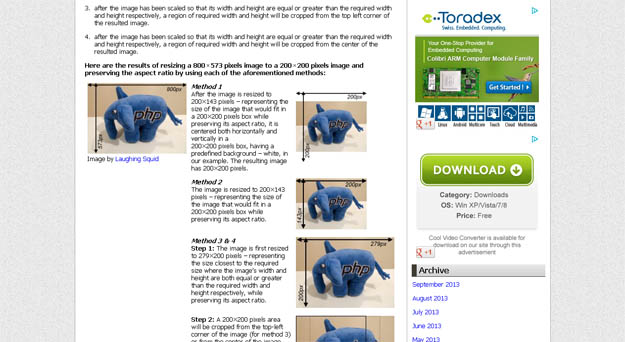 3. after the image has been scaled so that its width and height are equal or greater than the required width
and height respectively, a region of required width and height will be cropped from the top left corner of
the resulted image.
4. after the image has been scaled so that its width and height are equal or greater than the required width
and height respectively, a region of required width and height will be cropped from the center of the
resulted image.
Here are the results of resizing a 800×573 pixels image to a 200×200 pixels image and
preserving the aspect ratio by using each of the aforementioned methods:
800px
573px
php
Image by Laughing Squid
Method 1
After the image is resized to
200×143 pixels – representing the
size of the image that would fit in
a 200×200 pixels box while
preserving its aspect ratio, it is
centered both horizontally and
vertically in a
200×200 pixels box, having a
predefined background – white, in
our example. The resulting image
has 200×200 pixels.
200px
200px
php
Method 2
The image is resized to 200×143
pixels – representing the size of
the image that would fit in a
200×200 pixels box while
preserving its aspect ratio.
200px
143px
php
Method 3 & 4
Step 1: The image is first resized
to 279×200 pixels – representing
the size closest to the required
size where the image's width and
height are both equal or greater
than the required width and
height respectively, while
preserving its aspect ratio.
279px
200px
php
Step 2: A 200×200 pixels area
will be cropped from the top-left
corner of the image (for method 3)
or from the center of the image
Toradex
Swiss. Embedded. Computing.
Your One-Stop Provider for
Embedded Computing
Colibri ARM Computer Module Family
Get Started !
Linux Android Multicore Touch Cloud Multimedia
+1
DOWNLOAD
Category: Downloads
OS: Win XP/Vista/7/8
Price: Free
Cool Video Converter is available for
download on our site through this
advertisement
+1
Archive
September 2013
August 2013
July 2013
June 2013
May 2013